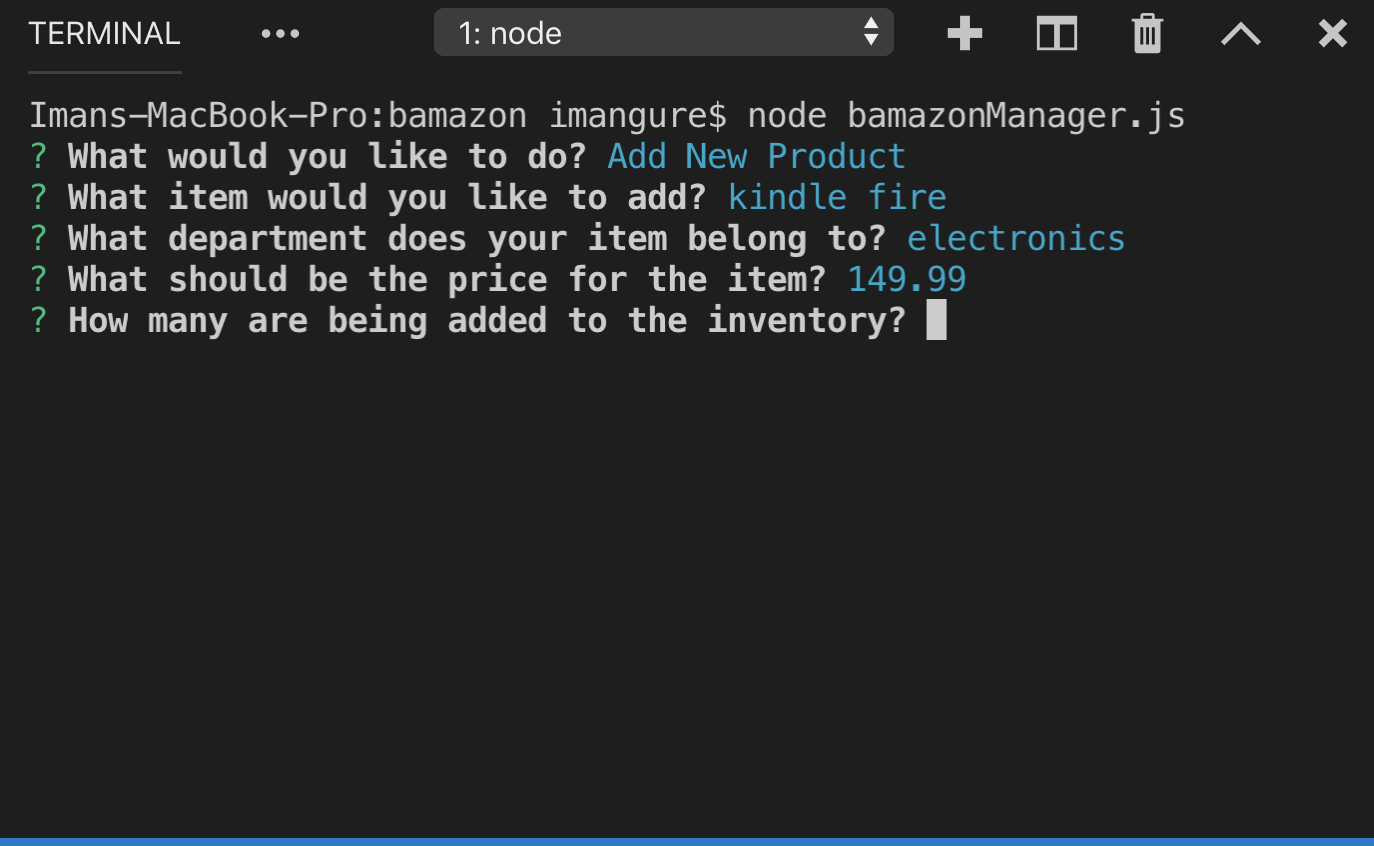 TERMINAL ••• 1: node
Imans-MacBook-Pro:bamazon imangure$ node bamazonManager.js
? What would you like to do? Add New Product
? What item would you like to add? kindle fire
? What department does your item belong to? electronics
? What should be the price for the item? 149.99
? How many are being added to the inventory?